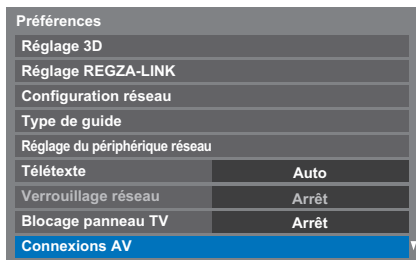 Préférences
Réglage 3D
Réglage REGZA-LINK
Configuration réseau
Type de guide
Réglage du périphérique réseau
Télétexte Auto
Verrouillage réseau Arrêt
Blocage panneau TV Arrêt
Connexions AV